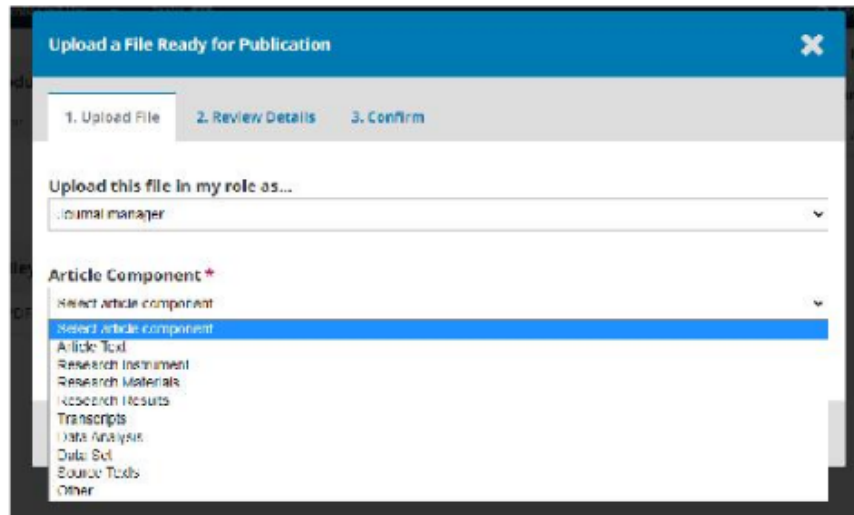 Upload a File Ready for Publication
1. Upload File 2. Review Details 3. Confirm
Upload this file in my role as...
Journal manager
Article Component *
Select article component
Select article component
Article Text
Research Instrument
Research Materials
Research Results
Transcripts
Data Analysis
Data Set
Source Texts
Other